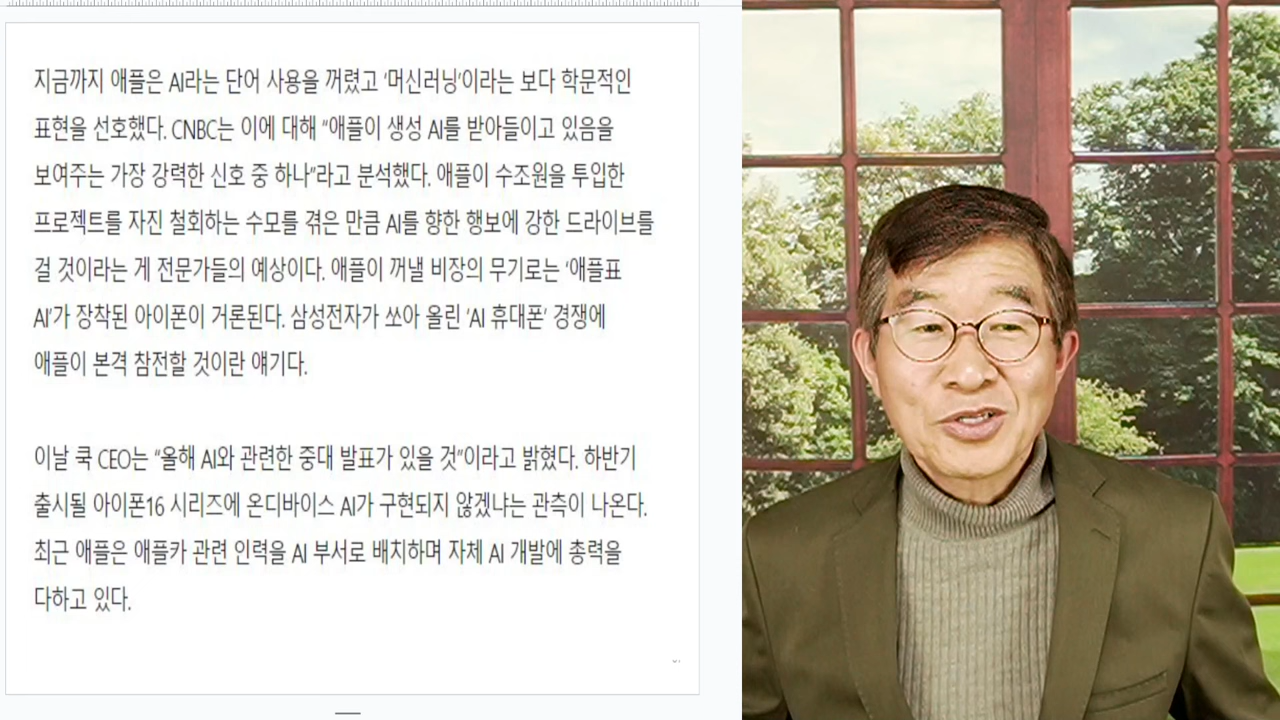 지금까지 애플은 AI라는 단어 사용을 꺼렸고 '머신러닝'이라는 보다 학문적인
표현을 선호했다. CNBC는 이에 대해 "애플이 생성 AI를 받아들이고 있음을
보여주는 가장 강력한 신호 중 하나"라고 분석했다. 애플이 수조원을 투입한
프로젝트를 자진 철회하는 수모를 겪은 만큼 AI를 향한 행보에 강한 드라이브를
걸 것이라는 게 전문가들의 예상이다. 애플이 꺼낼 비장의 무기로는 '애플표
AI'가 장착된 아이폰이 거론된다. 삼성전자가 쏘아 올린 'AI 휴대폰' 경쟁에
애플이 본격 참전할 것이란 얘기다.
이날 쿡 CEO는 "올해 AI와 관련한 중대 발표가 있을 것"이라고 밝혔다. 하반기
출시될 아이폰16 시리즈에 온디바이스 AI가 구현되지 않겠냐는 관측이 나온다.
최근 애플은 애플카 관련 인력을 AI 부서로 배치하며 자체 AI 개발에 총력을
다하고 있다.